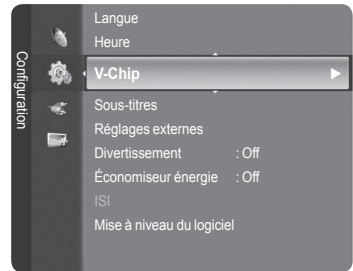 Configuration
Langue
Heure
V-Chip
Sous-titres
Réglages externes
Divertissement : Off
Économiseur énergie : Off
ISI
Mise à niveau du logiciel